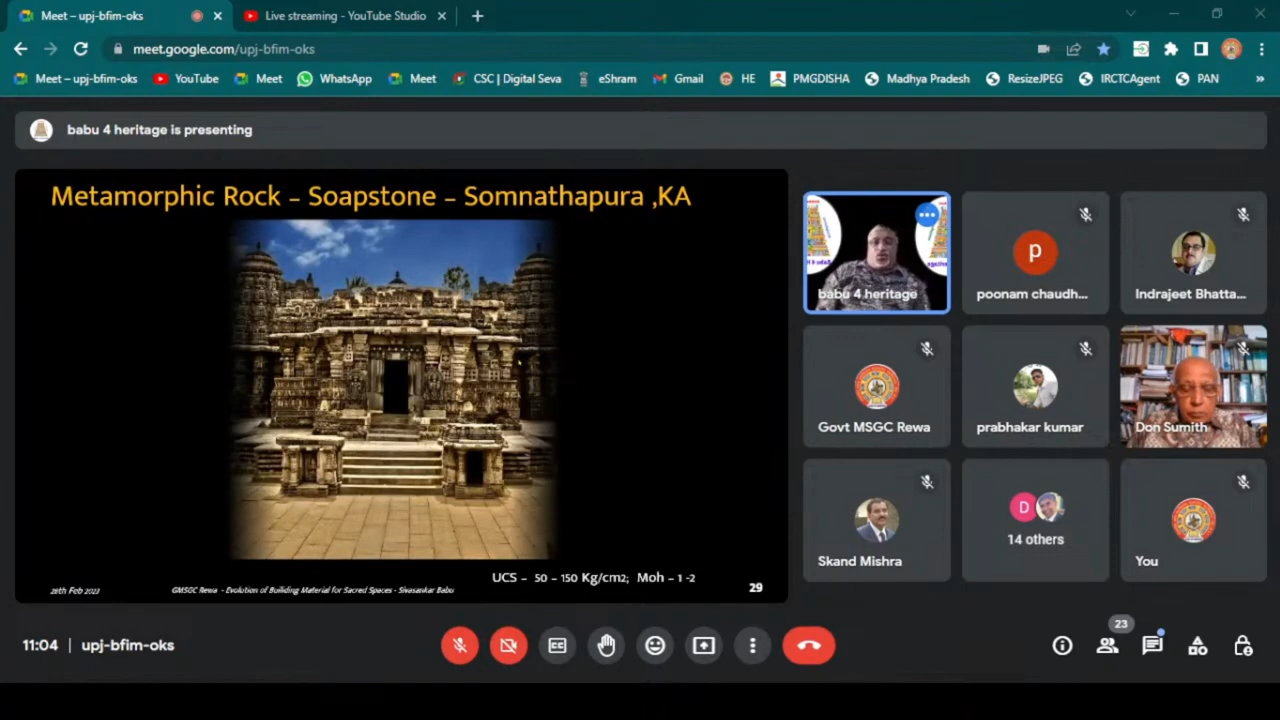 Meet – upj-bfim-oks
Live streaming - YouTube Studio
meet.google.com/upj-bfim-oks
Meet – upj-bfim-oks
YouTube
Meet
WhatsApp
Meet
CSC | Digital Seva
eShram
Gmail
HE
PMGDISHA
Madhya Pradesh
ResizeJPEG
IRCTCAgent
PAN
»
babu 4 heritage is presenting
Metamorphic Rock – Soapstone – Somnathapura ,KA
UCS – 50 – 150 Kg/cm2; Moh – 1 -2
28th Feb 2023
GMSGC Rewa - Evolution of Builiding Material for Sacred Spaces - Sivasankar Babu
29
babu 4 heritage
p
poonam chaudh...
Indrajeet Bhatta...
Govt MSGC Rewa
prabhakar kumar
Don Sumith
Skand Mishra
D
14 others
You
11:04 | upj-bfim-oks
23